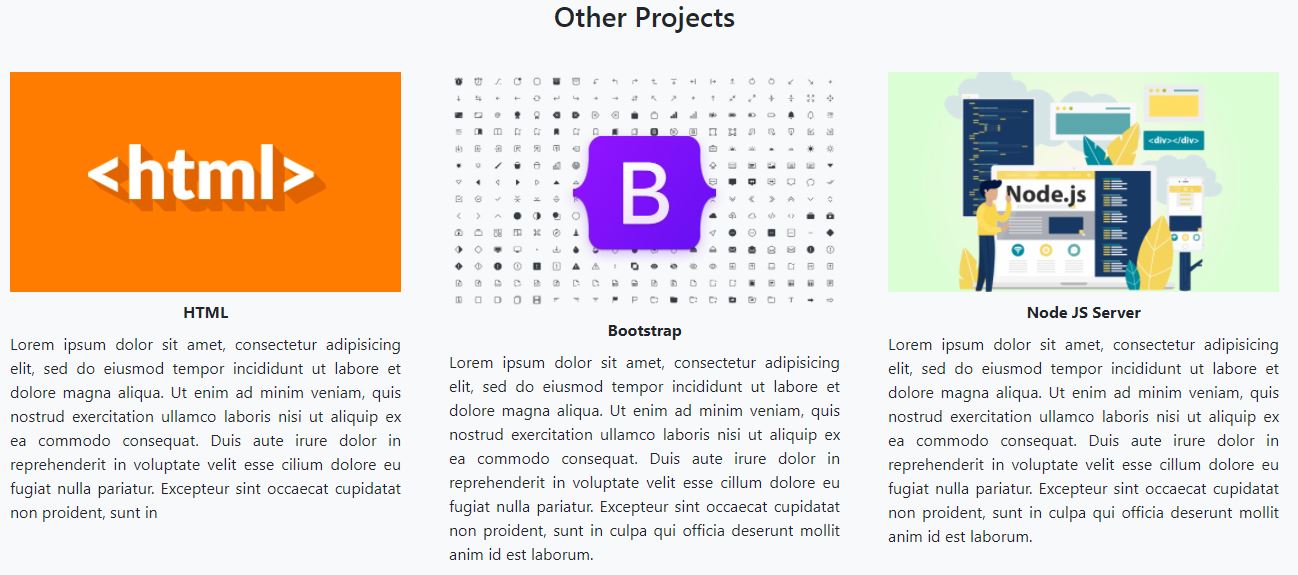 Other Projects
<html>
HTML
Lorem ipsum dolor sit amet, consectetur adipisicing
elit, sed do eiusmod tempor incididunt ut labore et
dolore magna aliqua. Ut enim ad minim veniam, quis
nostrud exercitation ullamco laboris nisi ut aliquip ex
ea commodo consequat. Duis aute irure dolor in
reprehenderit in voluptate velit esse cilium dolore eu
fugiat nulla pariatur. Excepteur sint occaecat cupidatat
non proident, sunt in
B
Bootstrap
Lorem ipsum dolor sit amet, consectetur adipisicing
elit, sed do eiusmod tempor incididunt ut labore et
dolore magna aliqua. Ut enim ad minim veniam, quis
nostrud exercitation ullamco laboris nisi ut aliquip ex
ea commodo consequat. Duis aute irure dolor in
reprehenderit in voluptate velit esse cillum dolore eu
fugiat nulla pariatur. Excepteur sint occaecat cupidatat
non proident, sunt in culpa qui officia deserunt mollit
anim id est laborum.
<div></div>
Node.js
Node JS Server
Lorem ipsum dolor sit amet, consectetur adipisicing
elit, sed do eiusmod tempor incididunt ut labore et
dolore magna aliqua. Ut enim ad minim veniam, quis
nostrud exercitation ullamco laboris nisi ut aliquip ex
ea commodo consequat. Duis aute irure dolor in
reprehenderit in voluptate velit esse cillum dolore eu
fugiat nulla pariatur. Excepteur sint occaecat cupidatat
non proident, sunt in culpa qui officia deserunt mollit
anim id est laborum.